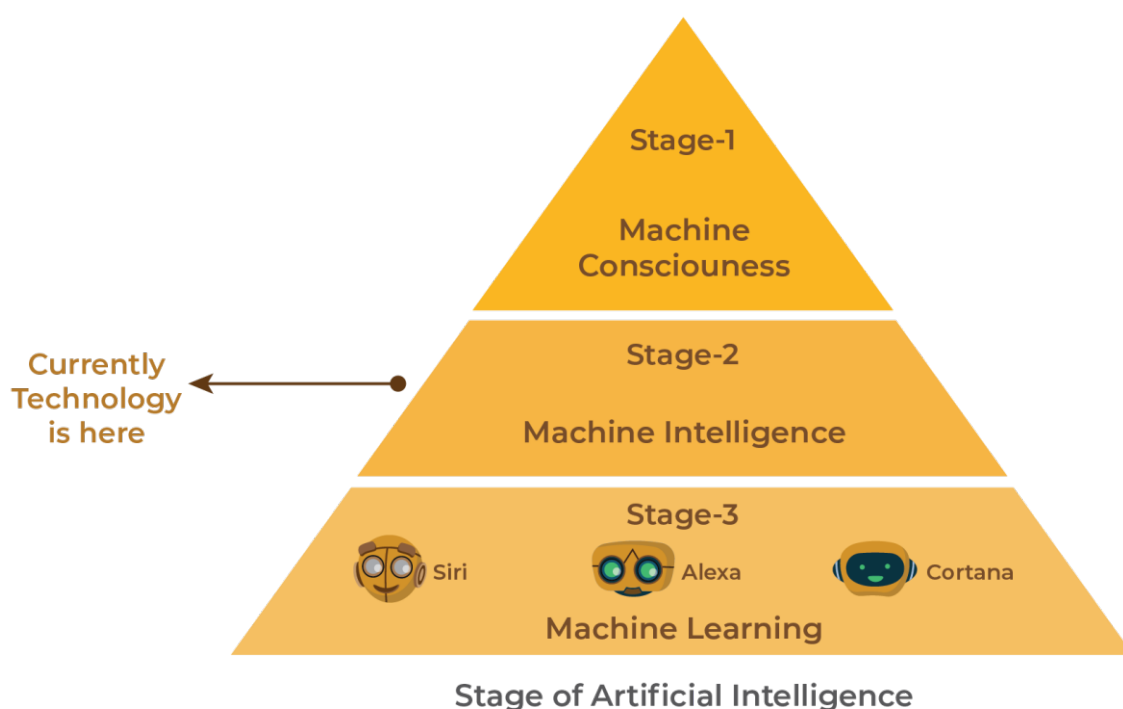 Stage-1
Machine
Consciouness
Currently
Technology
is here
Stage-2
Machine Intelligence
Stage-3
Siri
Alexa
Cortana
Machine Learning
Stage of Artificial Intelligence